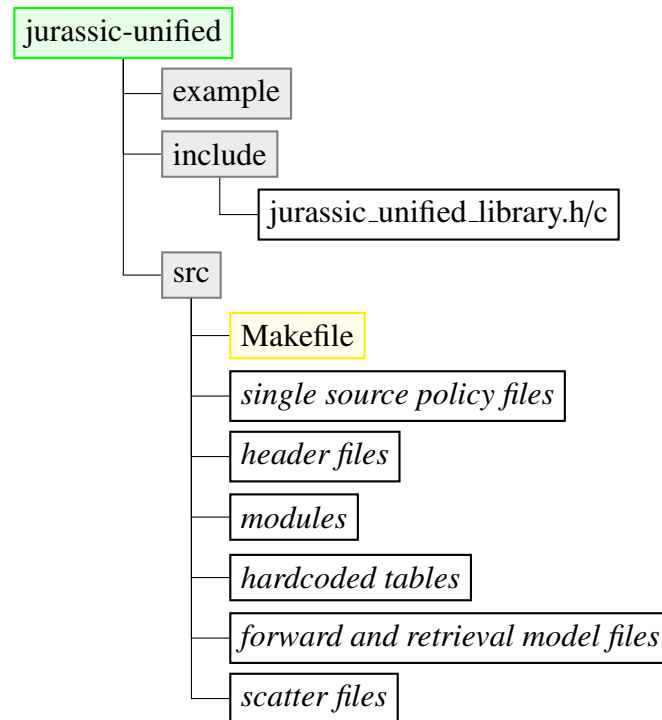 jurassic-unified
example
include
jurassic_unified_library.h/c
src
Makefile
single source policy files
header files
modules
hardcoded tables
forward and retrieval model files
scatter files